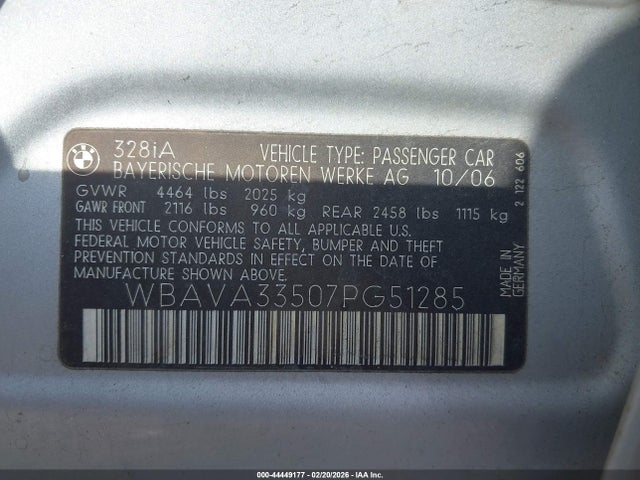 BMW
328iA VEHICLE TYPE: PASSENGER CAR
BAYERISCHE MOTOREN WERKE AG 10/06
GVWR 4464 lbs 2025 kg
GAWR FRONT 2116 lbs 960 kg REAR 2458 lbs 1115 kg
THIS VEHICLE CONFORMS TO ALL APPLICABLE U.S.
FEDERAL MOTOR VEHICLE SAFETY, BUMPER AND THEFT
PREVENTION STANDARDS IN EFFECT ON THE DATE OF
MANUFACTURE SHOWN ABOVE.
WBAVA33507PG51285
MADE IN
GERMANY
2 122 606
000-44449177 - 02/20/2026 - IAA Inc.